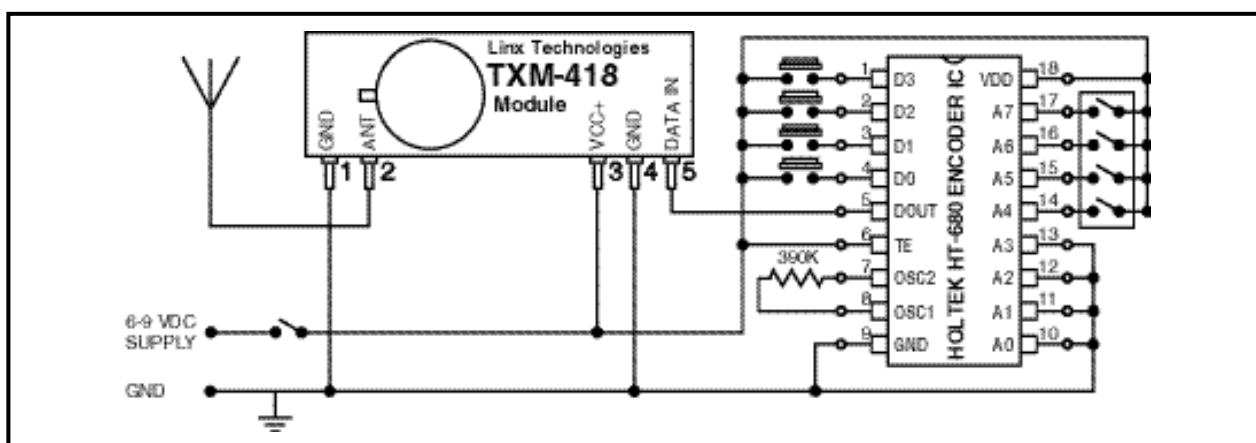 Linx Technologies
TXM-418
Module
GND
ANT
VCC+
GND
DATA IN
1
2
3
4
5
HOLTEK HT-680 ENCODER IC
1 D3
2 D2
3 D1
4 D0
5 DOUT
6 TE
7 OSC2
8 OSC1
9 GND
VDD 18
A7 17
A6 16
A5 15
A4 14
A3 13
A2 12
A1 11
A0 10
390K
6-9 VDC
SUPPLY
GND